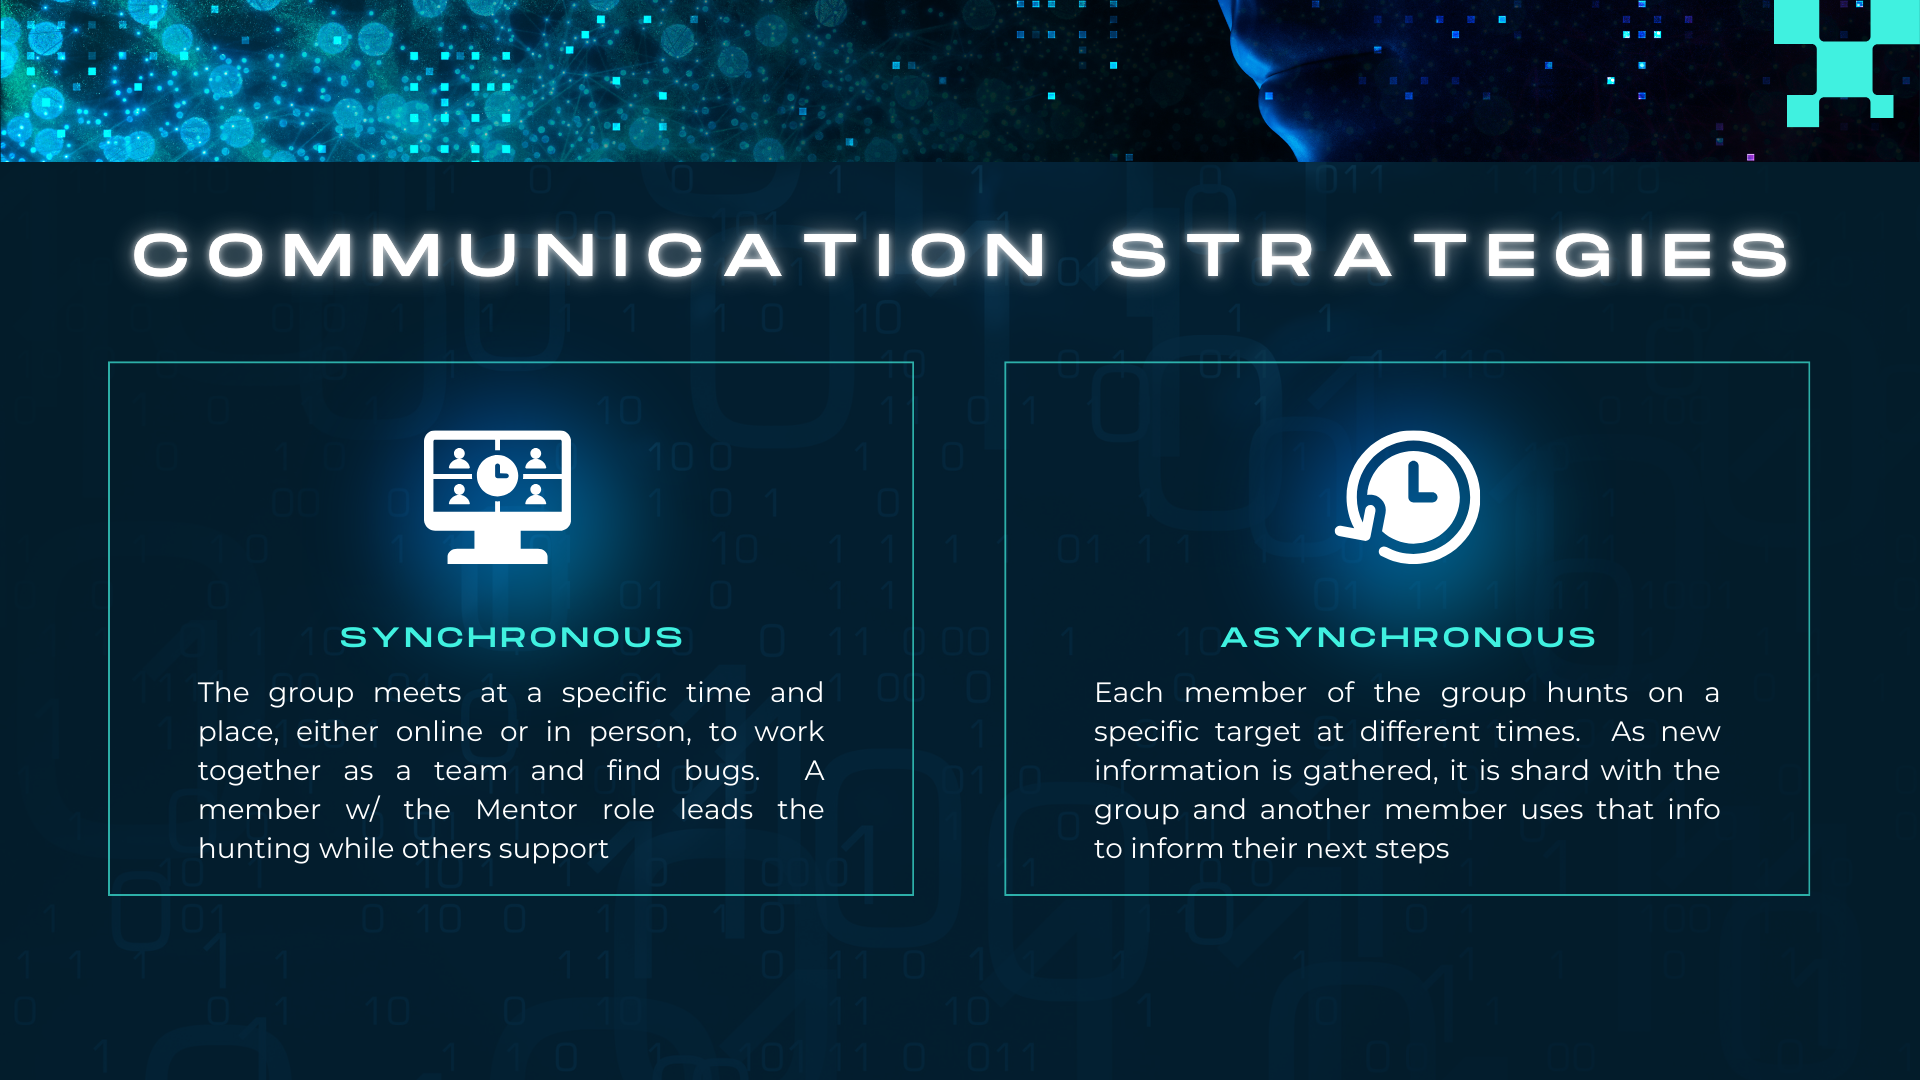 COMMUNICATION STRATEGIES
SYNCHRONOUS
The group meets at a specific time and
place, either online or in person, to work
together as a team and find bugs. A
member w/ the Mentor role leads the
hunting while others support
ASYNCHRONOUS
Each member of the group hunts on a
specific target at different times. As new
information is gathered, it is shard with the
group and another member uses that info
to inform their next steps